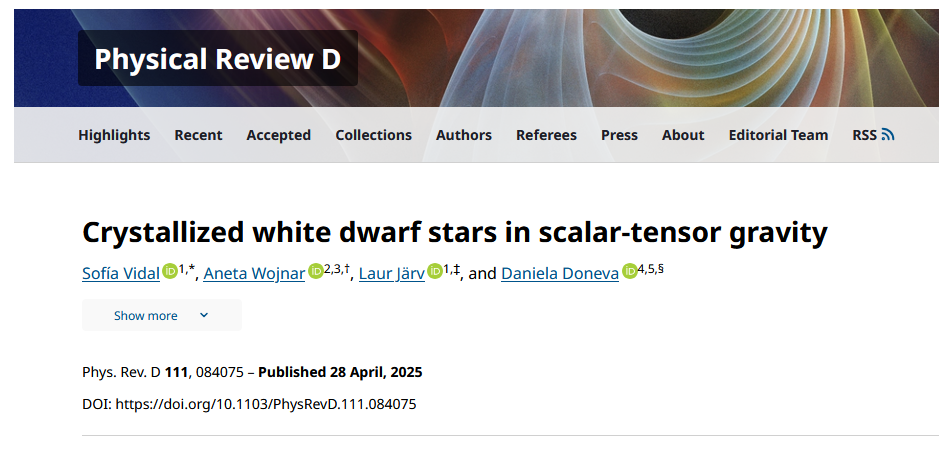 Physical Review D
Highlights Recent Accepted Collections Authors Referees Press About Editorial Team RSS
Crystallized white dwarf stars in scalar-tensor gravity
Sofía Vidal iD 1,*, Aneta Wojnar iD 2,3,†, Laur Järv iD 1,‡, and Daniela Doneva iD 4,5,§
Show more
Phys. Rev. D 111, 084075 – Published 28 April, 2025
DOI: https://doi.org/10.1103/PhysRevD.111.084075